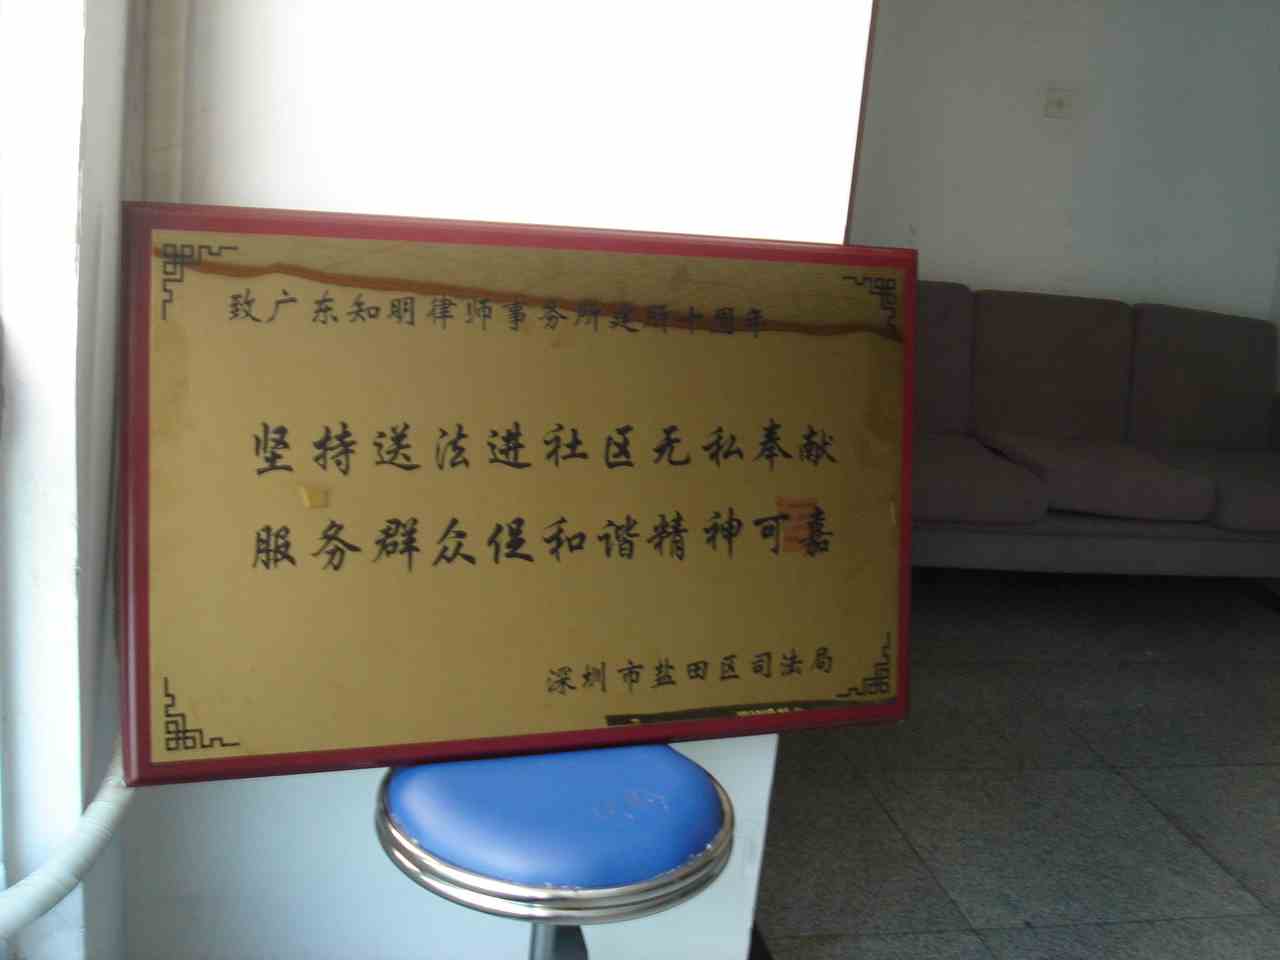 致广东知明律师事务所建所十周年
坚持送法进社区无私奉献
服务群众促和谐精神可嘉
深圳市盐田区司法局